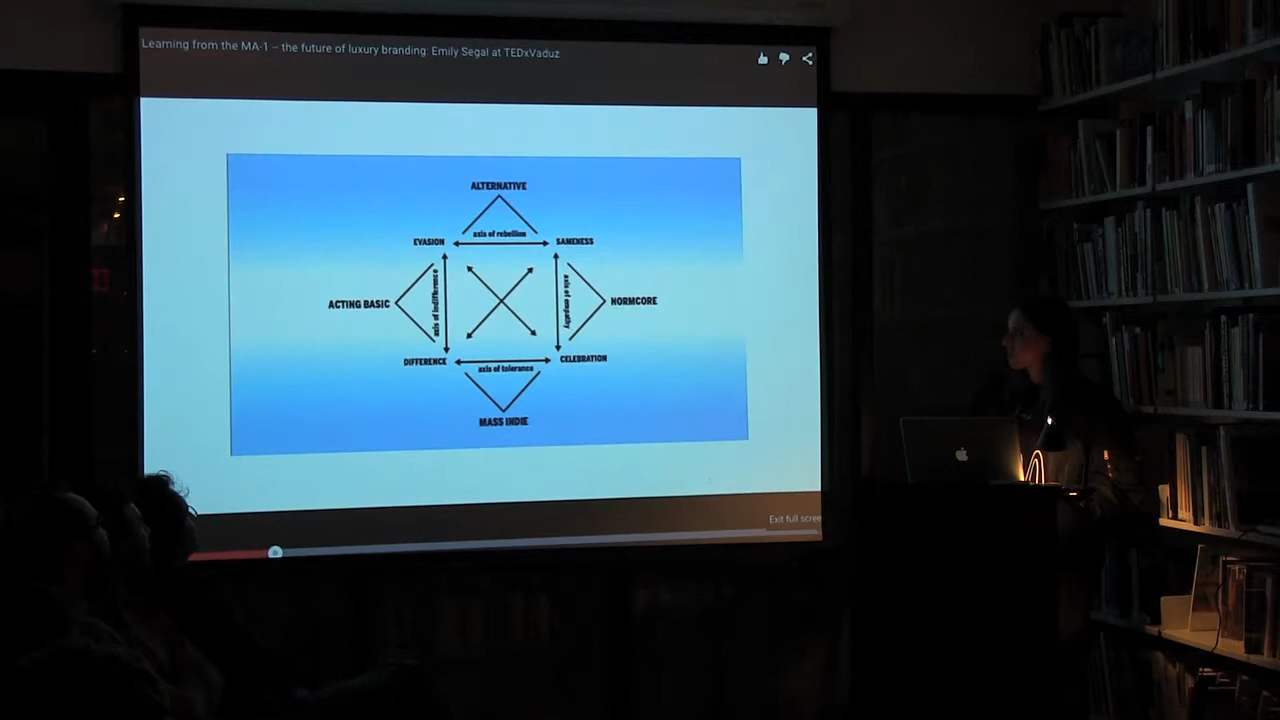 Learning from the MA-1 – the future of luxury branding: Emily Segal at TEDxVaduz
ALTERNATIVE
axis of rebellion
EVASION
SAMENESS
axis of indifference
axis of empathy
ACTING BASIC
NORMCORE
DIFFERENCE
CELEBRATION
axis of tolerance
MASS INDIE
Exit full scree